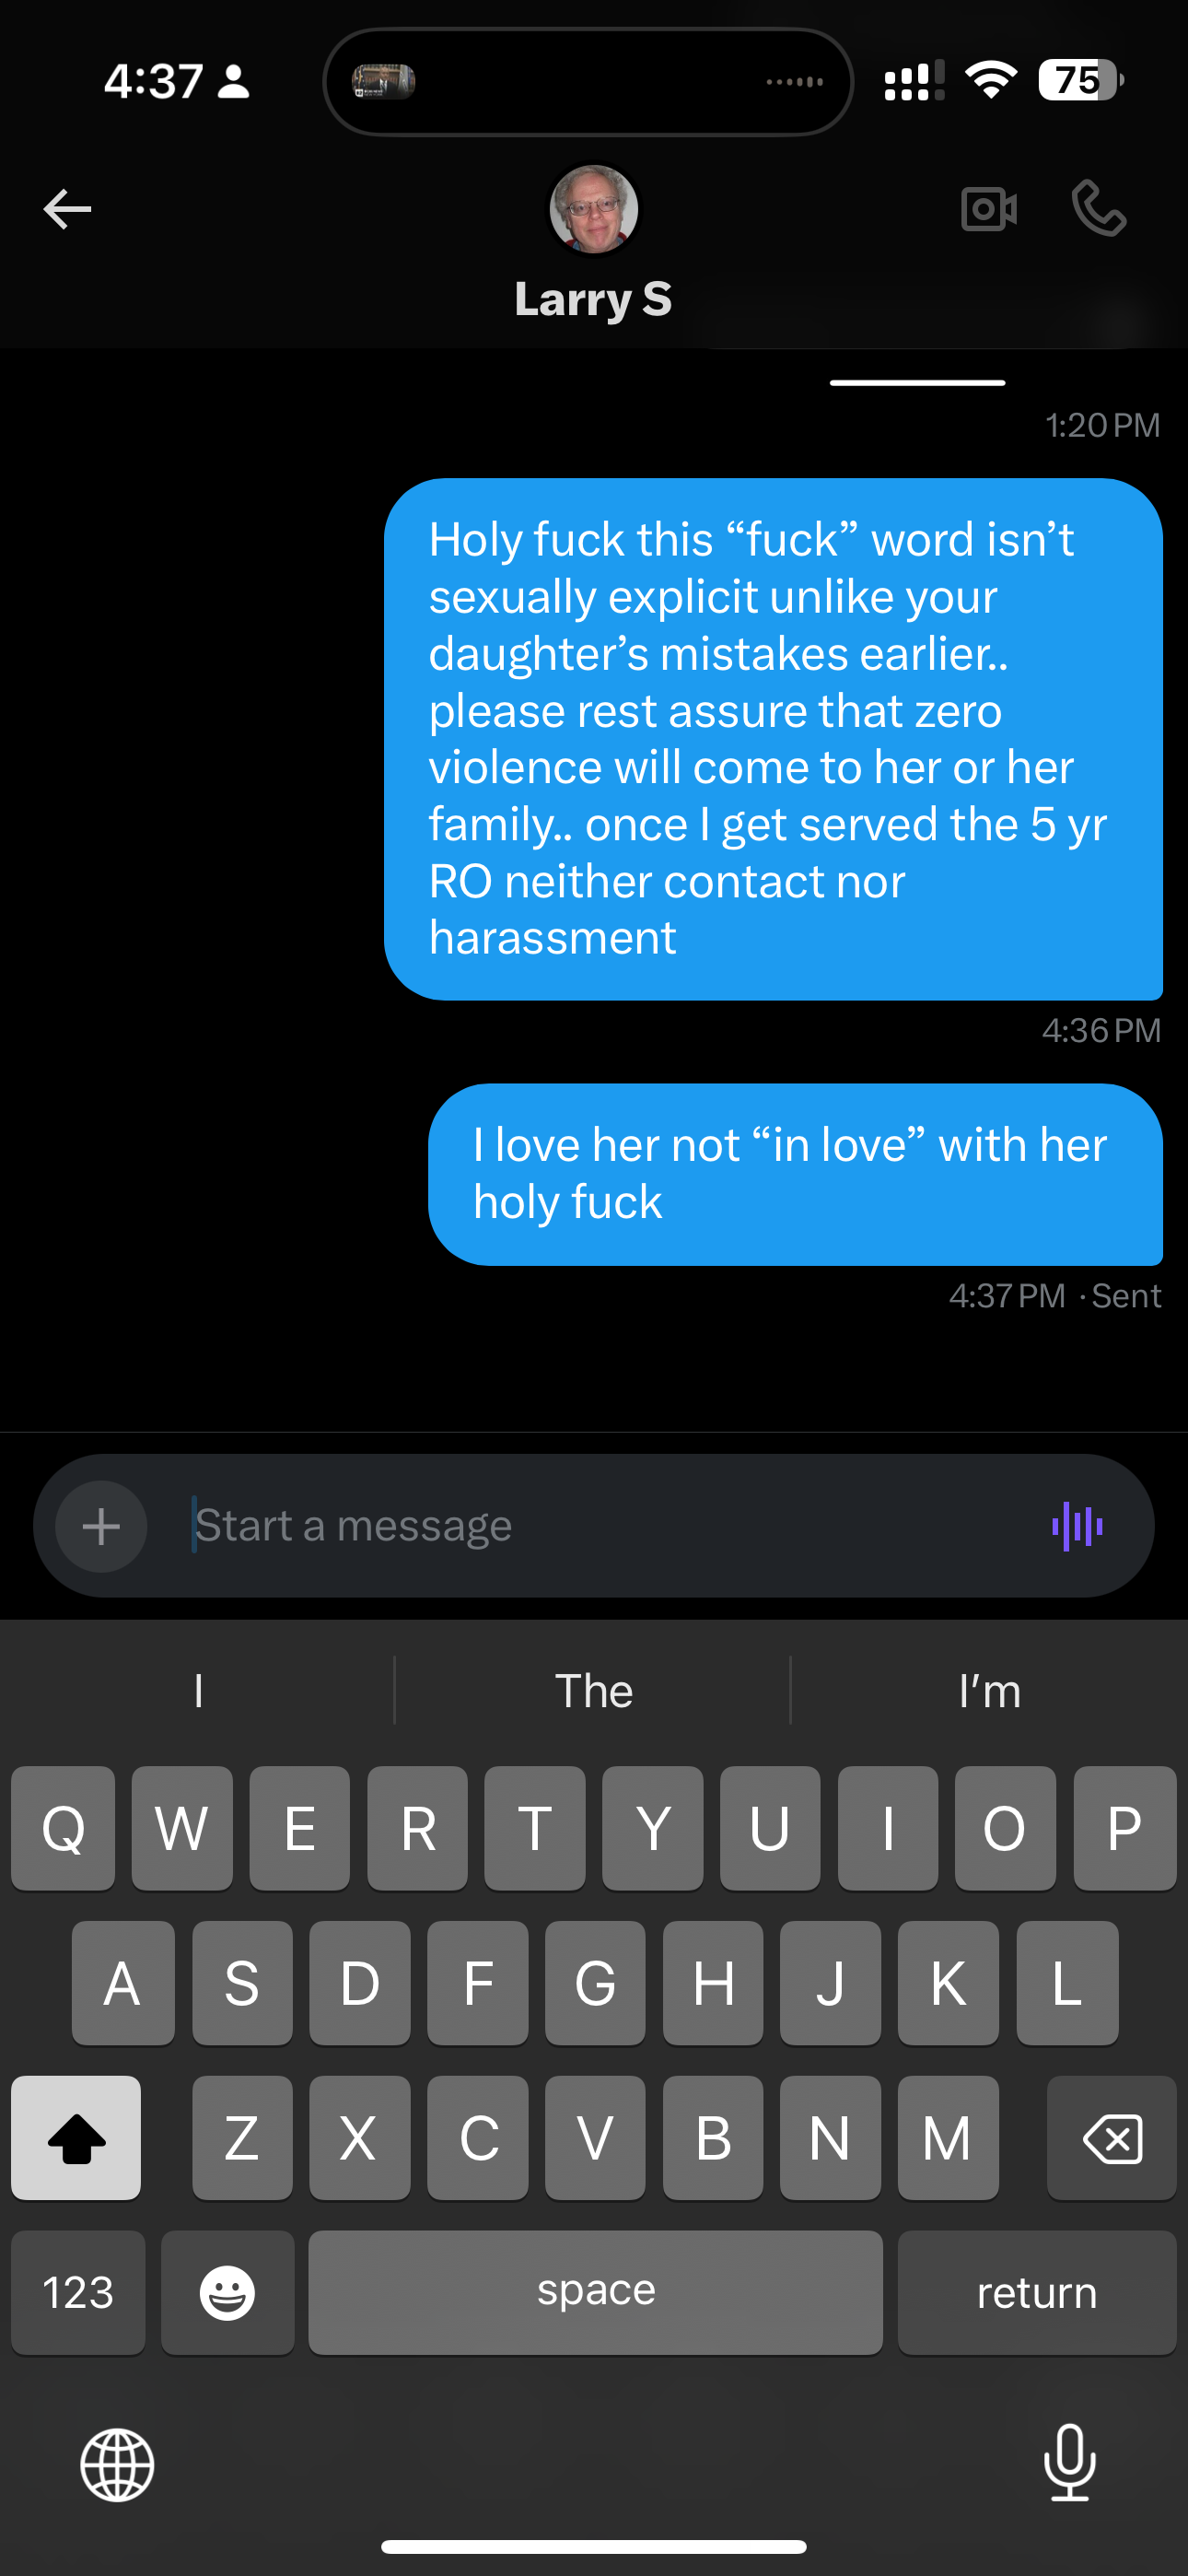 4:37
75
Larry S
1:20 PM
Holy fuck this “fuck” word isn’t
sexually explicit unlike your
daughter’s mistakes earlier..
please rest assure that zero
violence will come to her or her
family.. once I get served the 5 yr
RO neither contact nor
harassment
4:36 PM
I love her not “in love” with her
holy fuck
4:37 PM · Sent
Start a message
I The I’m
Q W E R T Y U I O P
A S D F G H J K L
Z X C V B N M
123 space return